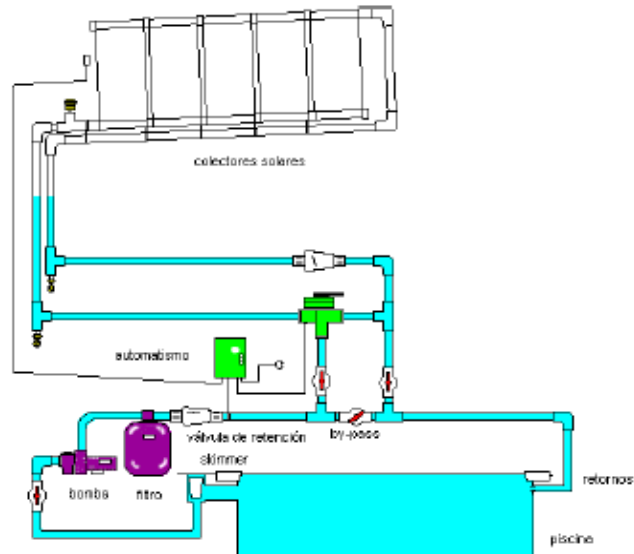 colectores solares
automatismo
válvula de retención
by-pass
skimmer
bomba
filtro
retornos
piscina